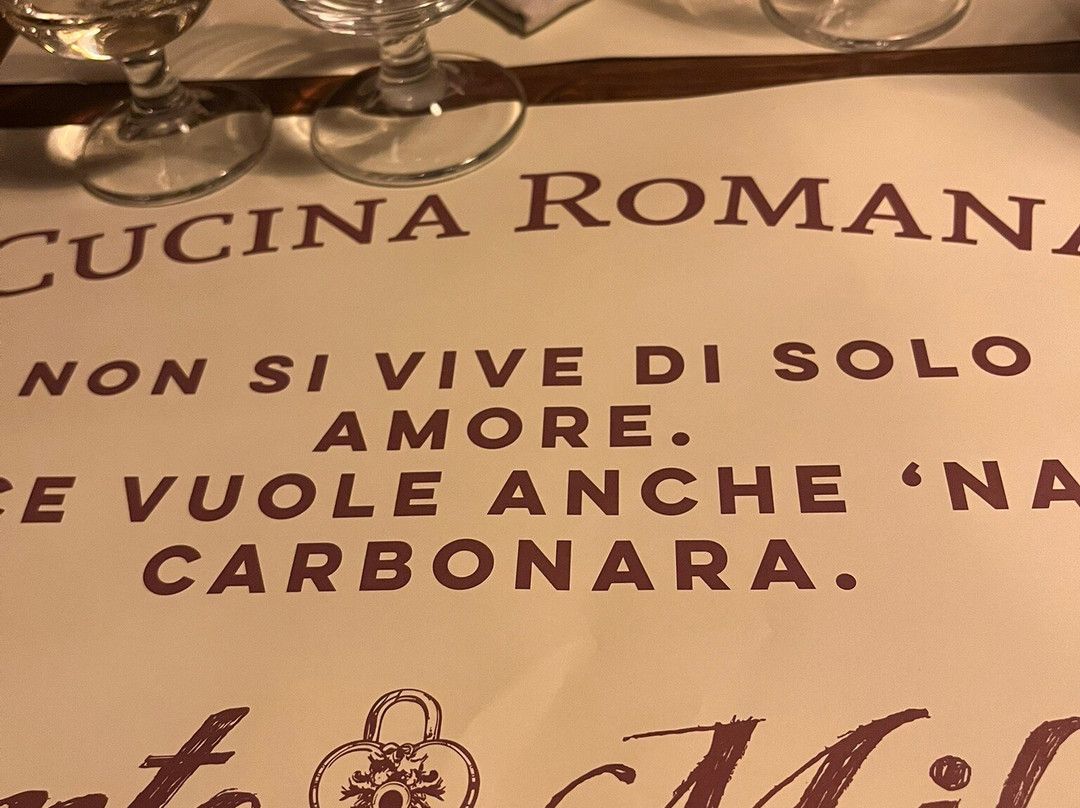 CUCINA ROMANA
NON SI VIVE DI SOLO
AMORE.
CE VUOLE ANCHE ‘NA
CARBONARA.